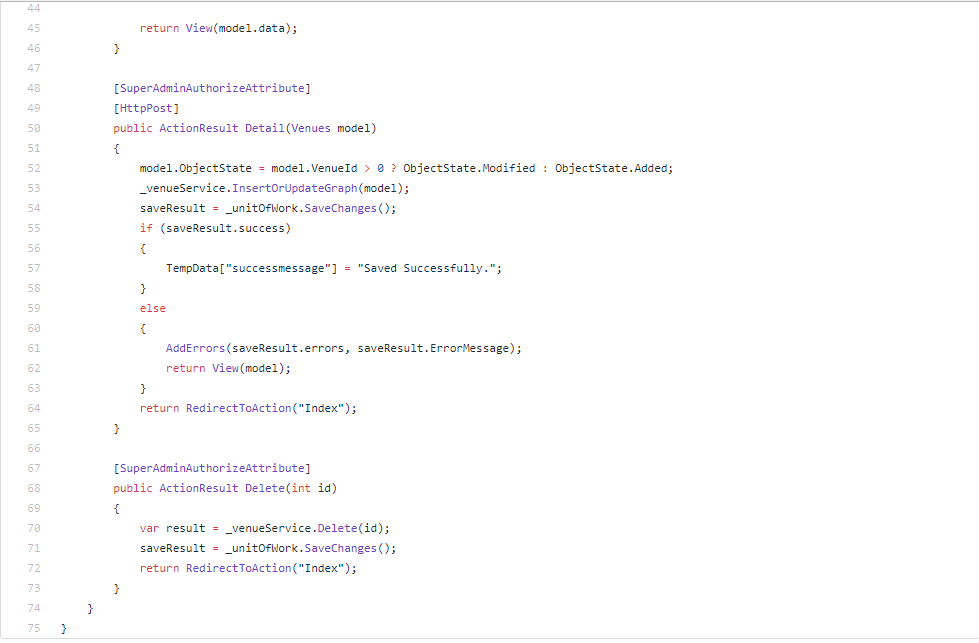 44
45             return View(model.data);
46         }
47
48         [SuperAdminAuthorizeAttribute]
49         [HttpPost]
50         public ActionResult Detail(Venues model)
51         {
52             model.ObjectState = model.VenueId > 0 ? ObjectState.Modified : ObjectState.Added;
53             _venueService.InsertOrUpdateGraph(model);
54             saveResult = _unitOfWork.SaveChanges();
55             if (saveResult.success)
56             {
57                 TempData["successmessage"] = "Saved Successfully.";
58             }
59             else
60             {
61                 AddErrors(saveResult.errors, saveResult.ErrorMessage);
62                 return View(model);
63             }
64             return RedirectToAction("Index");
65         }
66
67         [SuperAdminAuthorizeAttribute]
68         public ActionResult Delete(int id)
69         {
70             var result = _venueService.Delete(id);
71             saveResult = _unitOfWork.SaveChanges();
72             return RedirectToAction("Index");
73         }
74     }
75 }